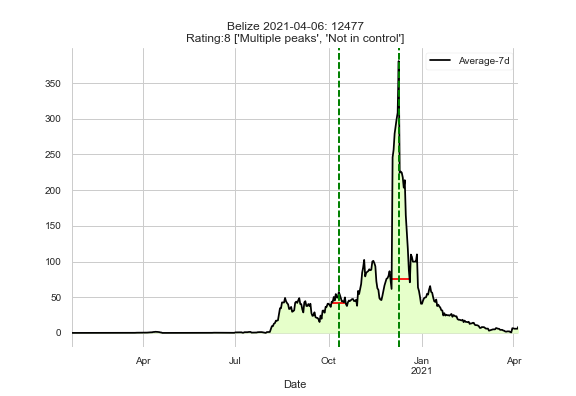 Belize 2021-04-06: 12477
Rating:8 ['Multiple peaks', 'Not in control']
Average-7d
350
300
250
200
150
100
50
0
Apr
Jul
Oct
Jan
2021
Apr
Date